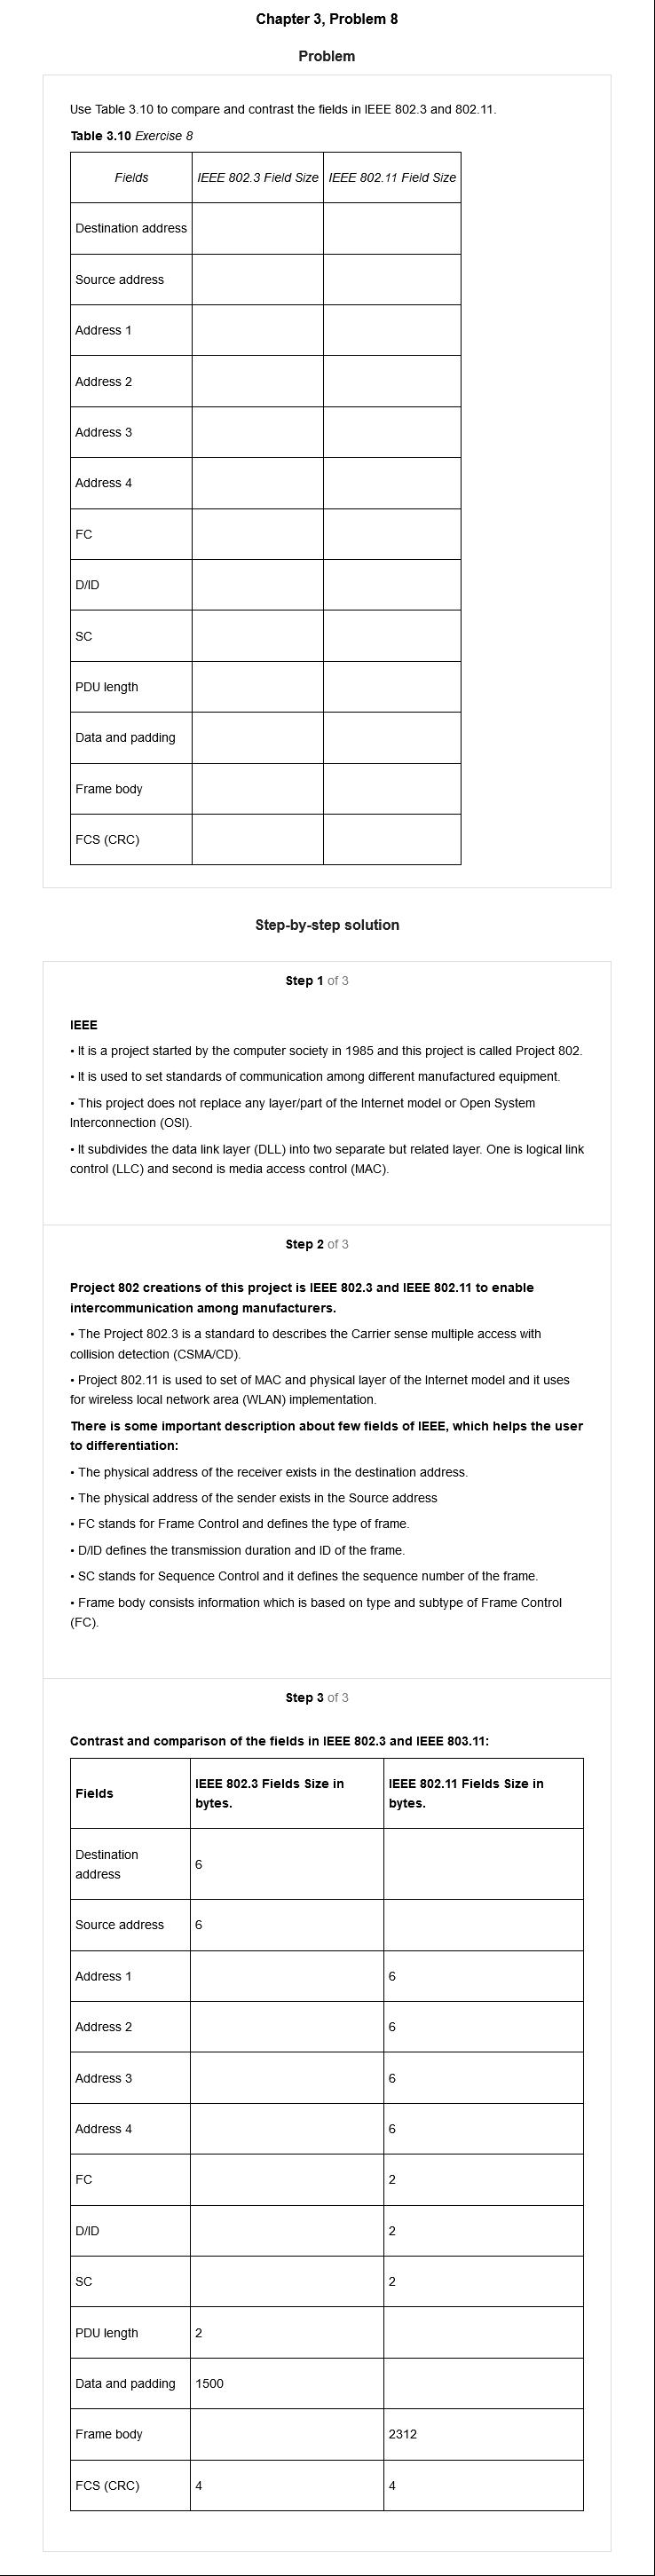 Chapter 3, Problem 8
Problem
Use Table 3.10 to compare and contrast the fields in IEEE 802.3 and 802.11.
Table 3.10 Exercise 8
Fields IEEE 802.3 Field Size IEEE 802.11 Field Size
Destination address
Source address
Address 1
Address 2
Address 3
Address 4
FC
D/ID
SC
PDU length
Data and padding
Frame body
FCS (CRC)
Step-by-step solution
Step 1 of 3
IEEE
• It is a project started by the computer society in 1985 and this project is called Project 802.
• It is used to set standards of communication among different manufactured equipment.
• This project does not replace any layer/part of the Internet model or Open System
Interconnection (OSI).
• It subdivides the data link layer (DLL) into two separate but related layer. One is logical link
control (LLC) and second is media access control (MAC).
Step 2 of 3
Project 802 creations of this project is IEEE 802.3 and IEEE 802.11 to enable
intercommunication among manufacturers.
• The Project 802.3 is a standard to describes the Carrier sense multiple access with
collision detection (CSMA/CD).
• Project 802.11 is used to set of MAC and physical layer of the Internet model and it uses
for wireless local network area (WLAN) implementation.
There is some important description about few fields of IEEE, which helps the user
to differentiation:
• The physical address of the receiver exists in the destination address.
• The physical address of the sender exists in the Source address
• FC stands for Frame Control and defines the type of frame.
• D/ID defines the transmission duration and ID of the frame.
• SC stands for Sequence Control and it defines the sequence number of the frame.
• Frame body consists information which is based on type and subtype of Frame Control
(FC).
Step 3 of 3
Contrast and comparison of the fields in IEEE 802.3 and IEEE 803.11:
Fields IEEE 802.3 Fields Size in IEEE 802.11 Fields Size in
bytes. bytes.
Destination
address 6
Source address 6
Address 1 6
Address 2 6
Address 3 6
Address 4 6
FC 2
D/ID 2
SC 2
PDU length 2
Data and padding 1500
Frame body 2312
FCS (CRC) 4 4